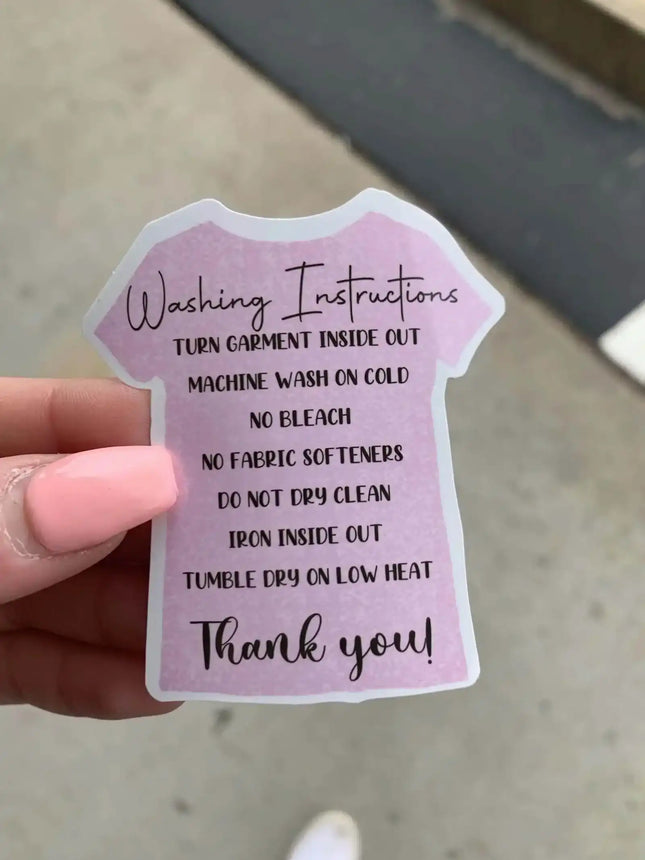 Washing Instructions
TURN GARMENT INSIDE OUT
MACHINE WASH ON COLD
NO BLEACH
NO FABRIC SOFTENERS
DO NOT DRY CLEAN
IRON INSIDE OUT
TUMBLE DRY ON LOW HEAT
Thank you!